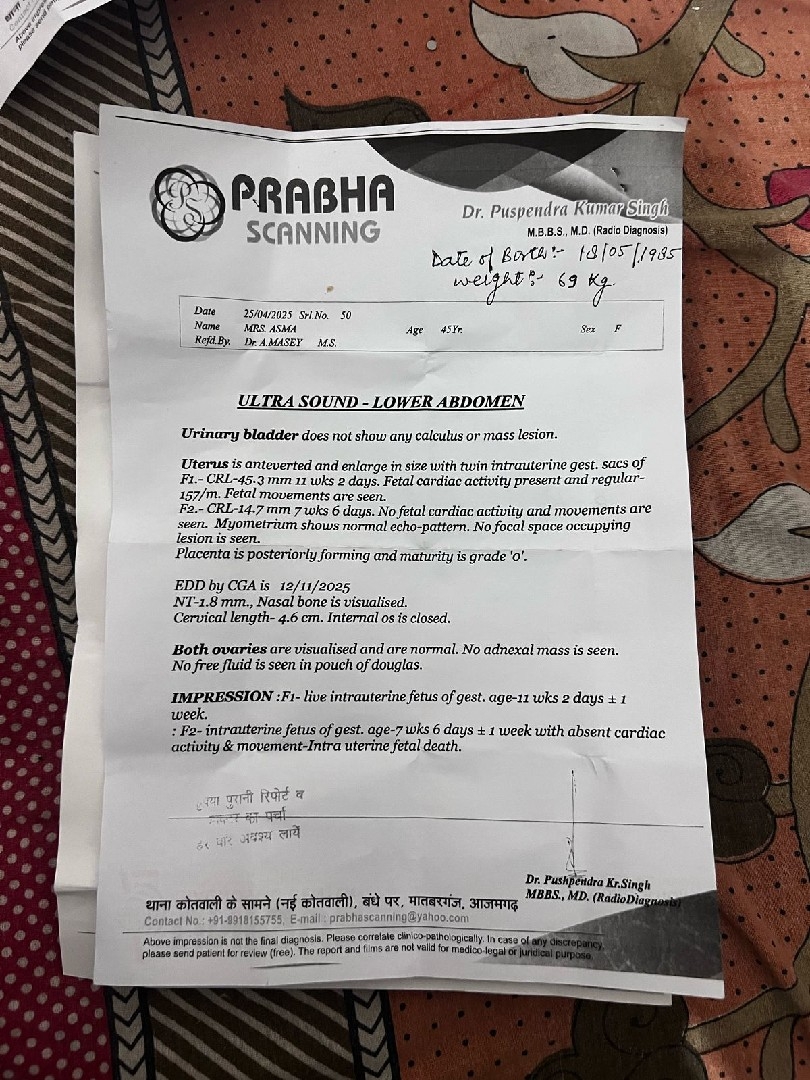 PRABHA
SCANNING
Dr. Puspendra Kumar Singh
M.B.B.S., M.D. (Radio Diagnosis)
Date of Birth:- 18/05/1985
weight:- 69 Kg
Date 25/04/2025 Srl No. 50
Name MRS. ASMA Age 45Yr. Sex F
Refd.By. Dr. A.MASEY M.S.
ULTRA SOUND - LOWER ABDOMEN
Urinary bladder does not show any calculus or mass lesion.
Uterus is anteverted and enlarge in size with twin intrauterine gest. sacs of
F1.- CRL-45.3 mm 11 wks 2 days. Fetal cardiac activity present and regular-
157/m. Fetal movements are seen.
F2.- CRL-14.7 mm 7 wks 6 days. No fetal cardiac activity and movements are
seen. Myometrium shows normal echo-pattern. No focal space occupying
lesion is seen.
Placenta is posteriorly forming and maturity is grade 'o'.
EDD by CGA is 12/11/2025
NT-1.8 mm., Nasal bone is visualised.
Cervical length- 4.6 cm. Internal os is closed.
Both ovaries are visualised and are normal. No adnexal mass is seen.
No free fluid is seen in pouch of douglas.
IMPRESSION :F1- live intrauterine fetus of gest. age-11 wks 2 days ± 1
week.
: F2- intrauterine fetus of gest. age-7 wks 6 days ± 1 week with absent cardiac
activity & movement-Intra uterine fetal death.
पुरानी रिपोर्ट व
का पर्चा
हर बार अवश्य लायें
Dr. Pushpendra Kr.Singh
MBBS., MD. (RadioDiagnosis)
थाना कोतवाली के सामने (नई कोतवाली), बंधे पर, मातबरगंज, आजमगढ़
Contact No.: +91-9918155755, E-mail : prabhascanning@yahoo.com
Above impression is not the final diagnosis. Please correlate clinico-pathologically. In case of any discrepancy,
please send patient for review (free). The report and films are not valid for medico-legal or juridical purpose.